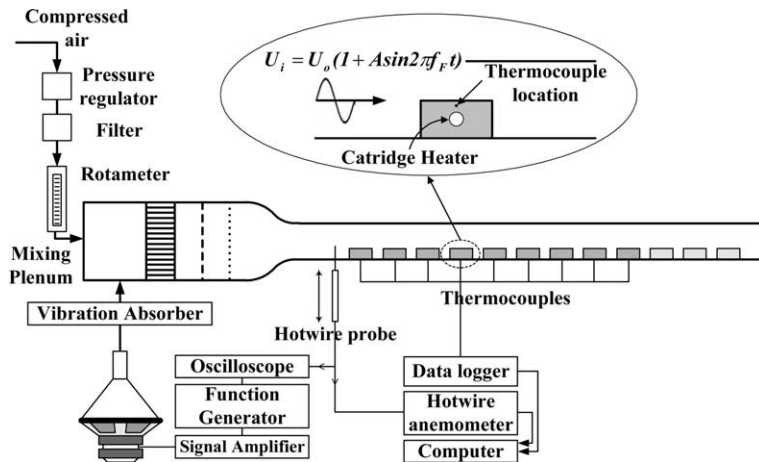 Compressed
air
Pressure
regulator
Filter
Rotameter
Mixing
Plenum
Vibration Absorber
U_i = U_o(1 + Asin2πf_Ft)
Thermocouple
location
Catridge Heater
Thermocouples
Hotwire probe
Oscilloscope
Function
Generator
Signal Amplifier
Data logger
Hotwire
anemometer
Computer